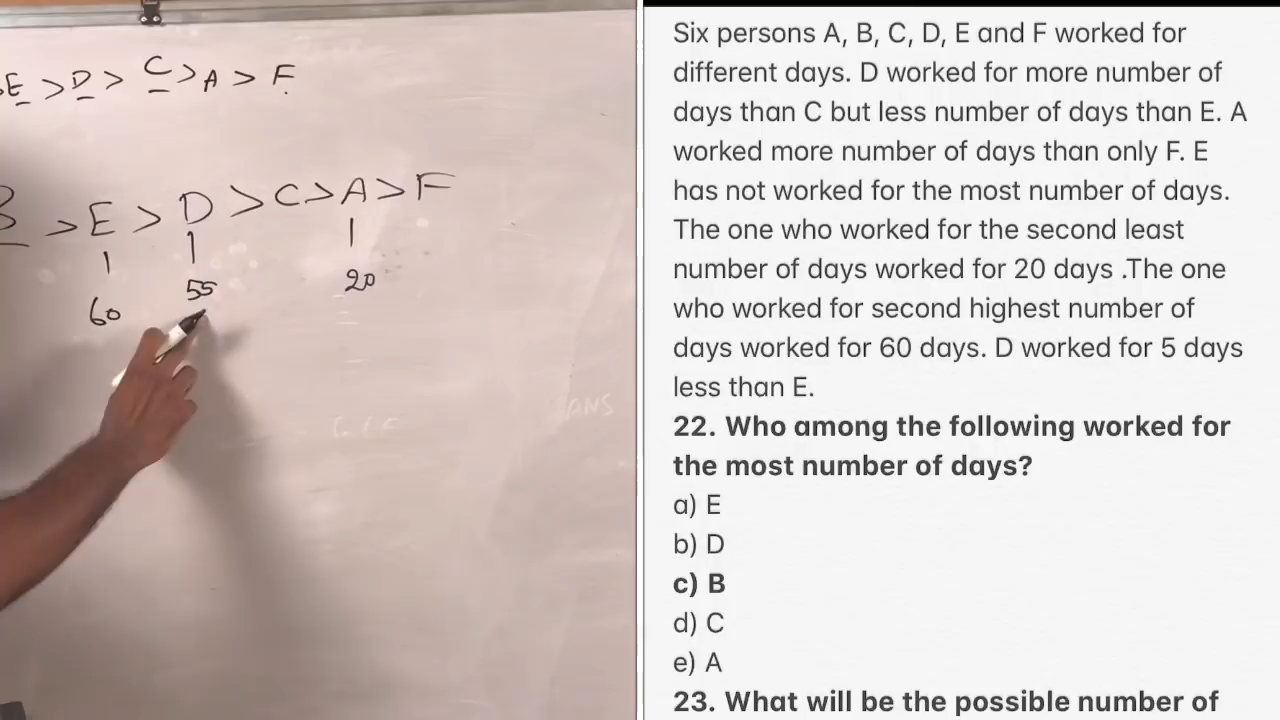 E > D > C > A > F
B > E > D > C > A > F
60 55 20
ANS
Six persons A, B, C, D, E and F worked for
different days. D worked for more number of
days than C but less number of days than E. A
worked more number of days than only F. E
has not worked for the most number of days.
The one who worked for the second least
number of days worked for 20 days .The one
who worked for second highest number of
days worked for 60 days. D worked for 5 days
less than E.
22. Who among the following worked for
the most number of days?
a) E
b) D
c) B
d) C
e) A
23. What will be the possible number of